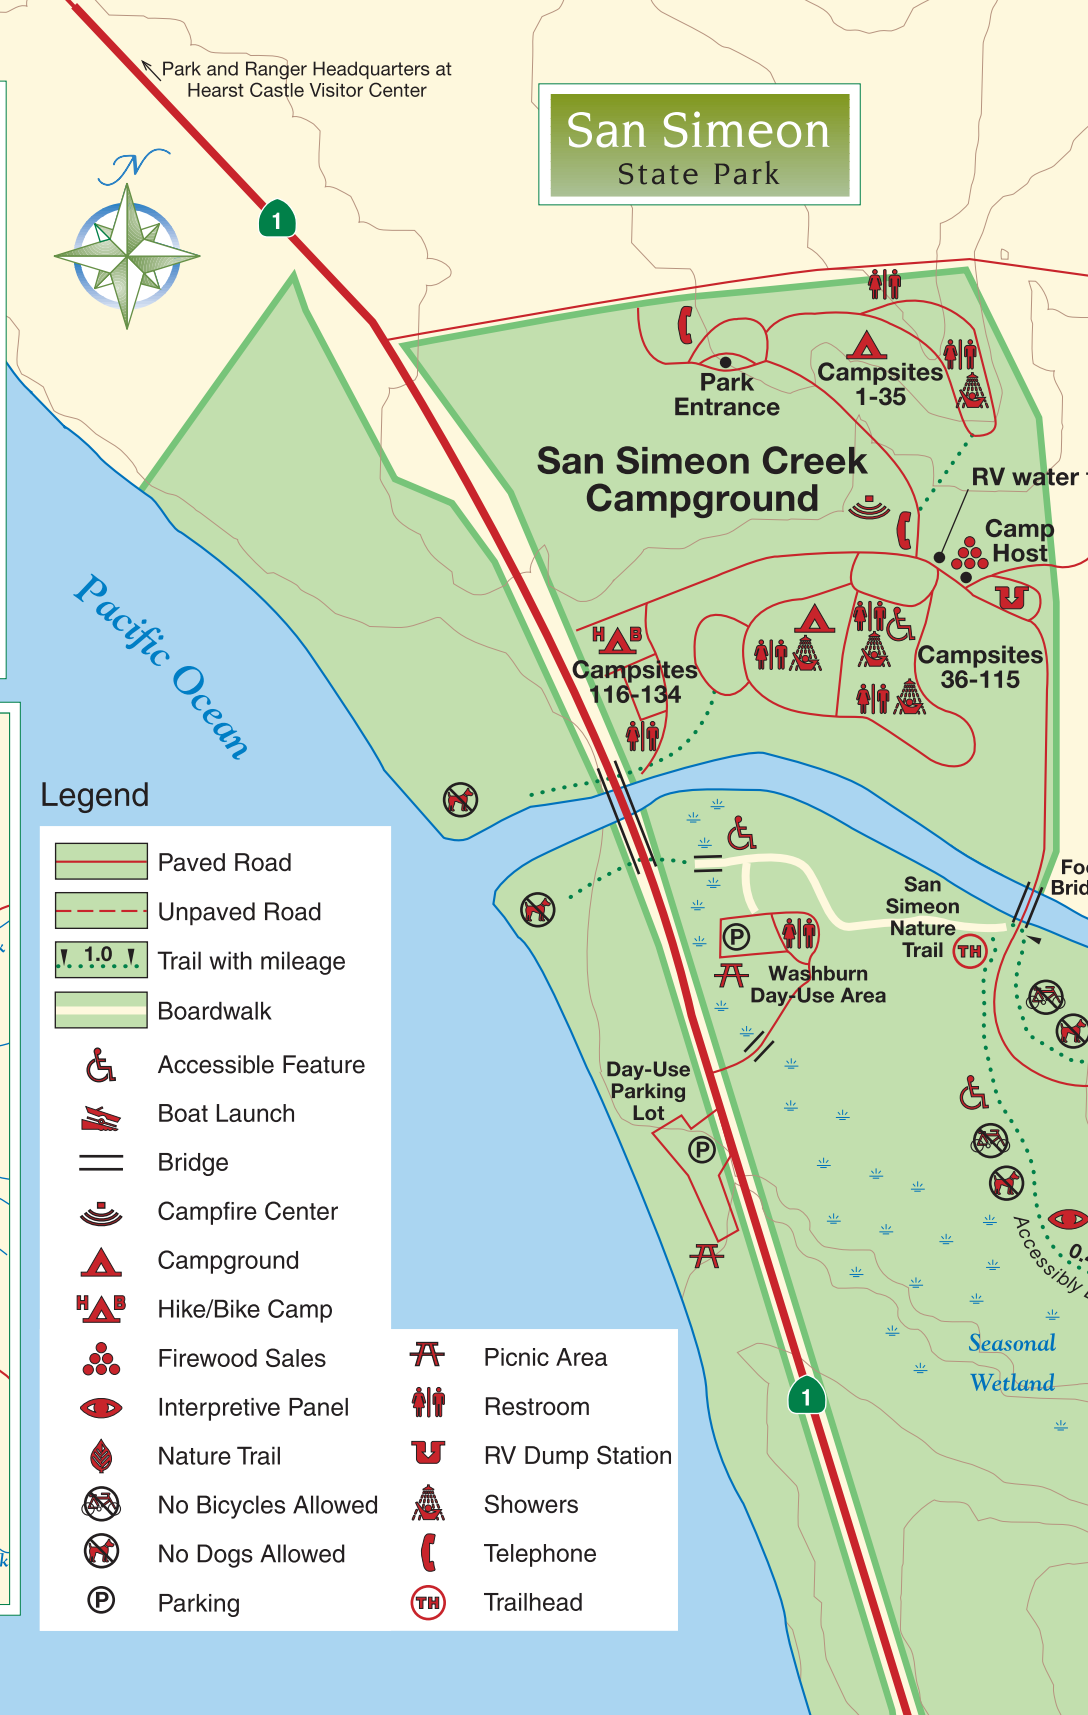 Park and Ranger Headquarters at
Hearst Castle Visitor Center
San Simeon
State Park
N
1
Park
Entrance
Campsites
1-35
San Simeon Creek
Campground
RV water
Camp
Host
Pacific Ocean
H B
Campsites
116-134
Campsites
36-115
San
Simeon
Nature
Trail
TH
P
Washburn
Day-Use Area
Day-Use
Parking
Lot
P
Accessibly
Seasonal
Wetland
1
Legend
Paved Road
Unpaved Road
1.0
Trail with mileage
Boardwalk
Accessible Feature
Boat Launch
Bridge
Campfire Center
Campground
H B
Hike/Bike Camp
Firewood Sales
Interpretive Panel
Nature Trail
No Bicycles Allowed
No Dogs Allowed
P
Parking
Picnic Area
Restroom
RV Dump Station
Showers
Telephone
TH
Trailhead